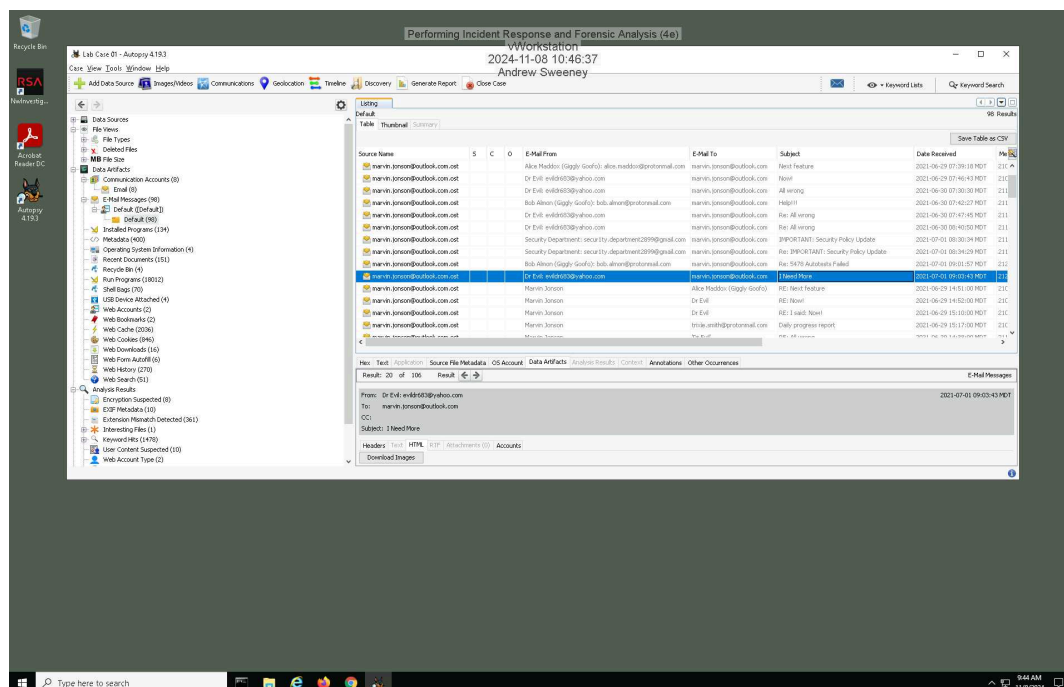 Performing Incident Response and Forensic Analysis (4e)
vWorkstation
2024-11-08 10:46:37
Andrew Sweeney
Recycle Bin
RSA
NwInvestig...
Acrobat Reader DC
Autopsy 4.19.3
Lab Case 01 - Autopsy 4.19.3
Case View Tools Window Help
Add Data Source Images/Videos Communications Geolocation Timeline Discovery Generate Report Close Case Keyword Lists Keyword Search
Data Sources
File Views
File Types
Deleted Files
MB File Size
Data Artifacts
Communication Accounts (8)
Email (8)
E-Mail Messages (98)
Default ([Default])
Default (98)
Installed Programs (134)
Metadata (400)
Operating System Information (4)
Recent Documents (151)
Recycle Bin (4)
Run Programs (18012)
Shell Bags (70)
USB Device Attached (4)
Web Accounts (2)
Web Bookmarks (2)
Web Cache (2036)
Web Cookies (846)
Web Downloads (16)
Web Form Autofill (6)
Web History (270)
Web Search (51)
Analysis Results
Encryption Suspected (8)
EXIF Metadata (10)
Extension Mismatch Detected (361)
Interesting Files (1)
Keyword Hits (1478)
User Content Suspected (10)
Web Account Type (2)
Listing
Default 98 Results
Table Thumbnail Summary
Save Table as CSV
Source Name S C O E-Mail From E-Mail To Subject Date Received Me
marvin.jonson@outlook.com.ost Alice Maddox (Giggly Goofo): alice.maddox@protonmail.com marvin.jonson@outlook.com Next feature 2021-06-29 07:39:18 MDT 21C
marvin.jonson@outlook.com.ost Dr Evil: evildr683@yahoo.com marvin.jonson@outlook.com Now! 2021-06-29 07:46:43 MDT 21C
marvin.jonson@outlook.com.ost Dr Evil: evildr683@yahoo.com marvin.jonson@outlook.com All wrong 2021-06-30 07:30:30 MDT 211
marvin.jonson@outlook.com.ost Bob Almon (Giggly Goofo): bob.almon@protonmail.com marvin.jonson@outlook.com Help!!! 2021-06-30 07:42:27 MDT 211
marvin.jonson@outlook.com.ost Dr Evil: evildr683@yahoo.com marvin.jonson@outlook.com Re: All wrong 2021-06-30 07:47:45 MDT 211
marvin.jonson@outlook.com.ost Dr Evil: evildr683@yahoo.com marvin.jonson@outlook.com Re: All wrong 2021-06-30 08:40:50 MDT 211
marvin.jonson@outlook.com.ost Security Department: security.department2899@gmail.com marvin.jonson@outlook.com IMPORTANT: Security Policy Update 2021-07-01 08:30:34 MDT 211
marvin.jonson@outlook.com.ost Security Department: security.department2899@gmail.com marvin.jonson@outlook.com Re: IMPORTANT: Security Policy Update 2021-07-01 08:34:29 MDT 211
marvin.jonson@outlook.com.ost Bob Almon (Giggly Goofo): bob.almon@protonmail.com marvin.jonson@outlook.com Re: 5478 Autotests Failed 2021-07-01 09:01:57 MDT 212
marvin.jonson@outlook.com.ost Dr Evil: evildr683@yahoo.com marvin.jonson@outlook.com I Need More 2021-07-01 09:03:43 MDT 212
marvin.jonson@outlook.com.ost Marvin Jonson Alice Maddox (Giggly Goofo) RE: Next feature 2021-06-29 14:51:00 MDT 21C
marvin.jonson@outlook.com.ost Marvin Jonson Dr Evil RE: Now! 2021-06-29 14:52:00 MDT 21C
marvin.jonson@outlook.com.ost Marvin Jonson Dr Evil RE: I said: Now! 2021-06-29 15:10:00 MDT 21C
marvin.jonson@outlook.com.ost Marvin Jonson trixie.smith@protonmail.com Daily progress report 2021-06-29 15:17:00 MDT 21C
Hex Text Application Source File Metadata OS Account Data Artifacts Analysis Results Context Annotations Other Occurrences
Result: 20 of 106 Result E-Mail Messages
From: Dr Evil: evildr683@yahoo.com 2021-07-01 09:03:43 MDT
To: marvin.jonson@outlook.com
CC:
Subject: I Need More
Headers Text HTML RTF Attachments (0) Accounts
Download Images
Type here to search
9:44 AM